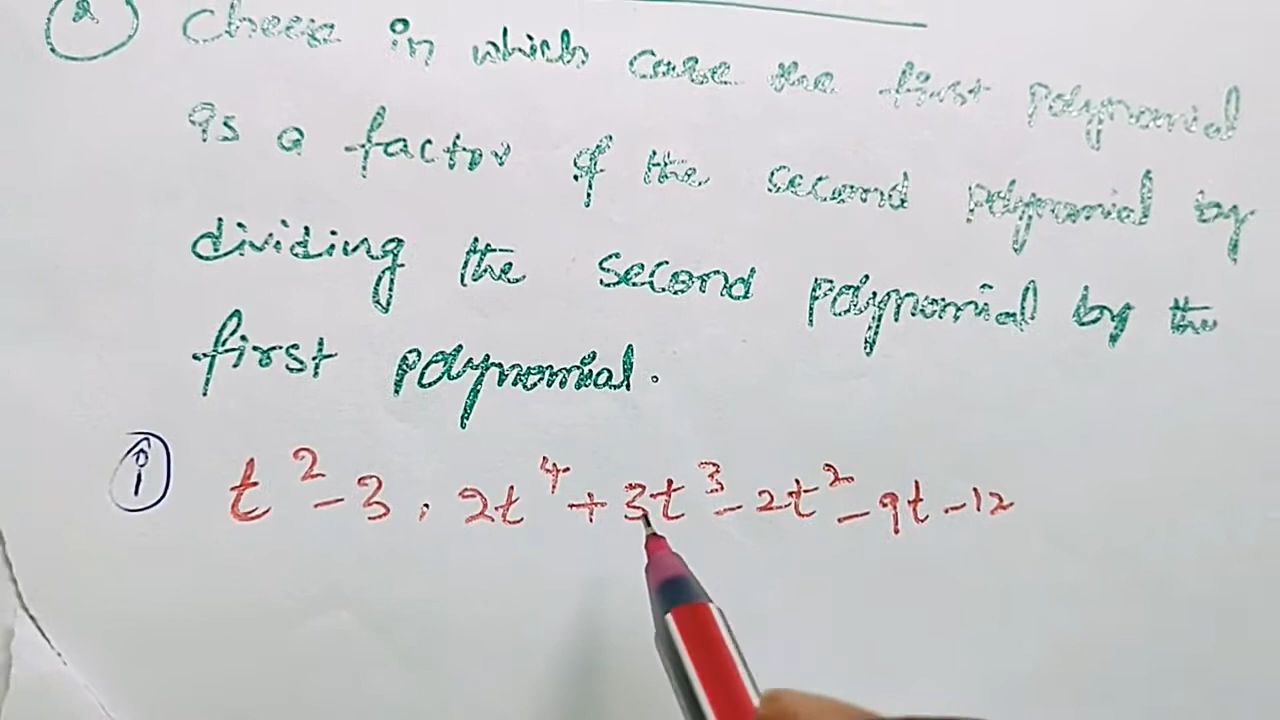 ② Cheese in which case the first polynomial
is a factor of the second polynomial by
dividing the second polynomial by the
first polynomial.
ⓘ t² - 3, 2t⁴ + 3t³ - 2t² - 9t - 12